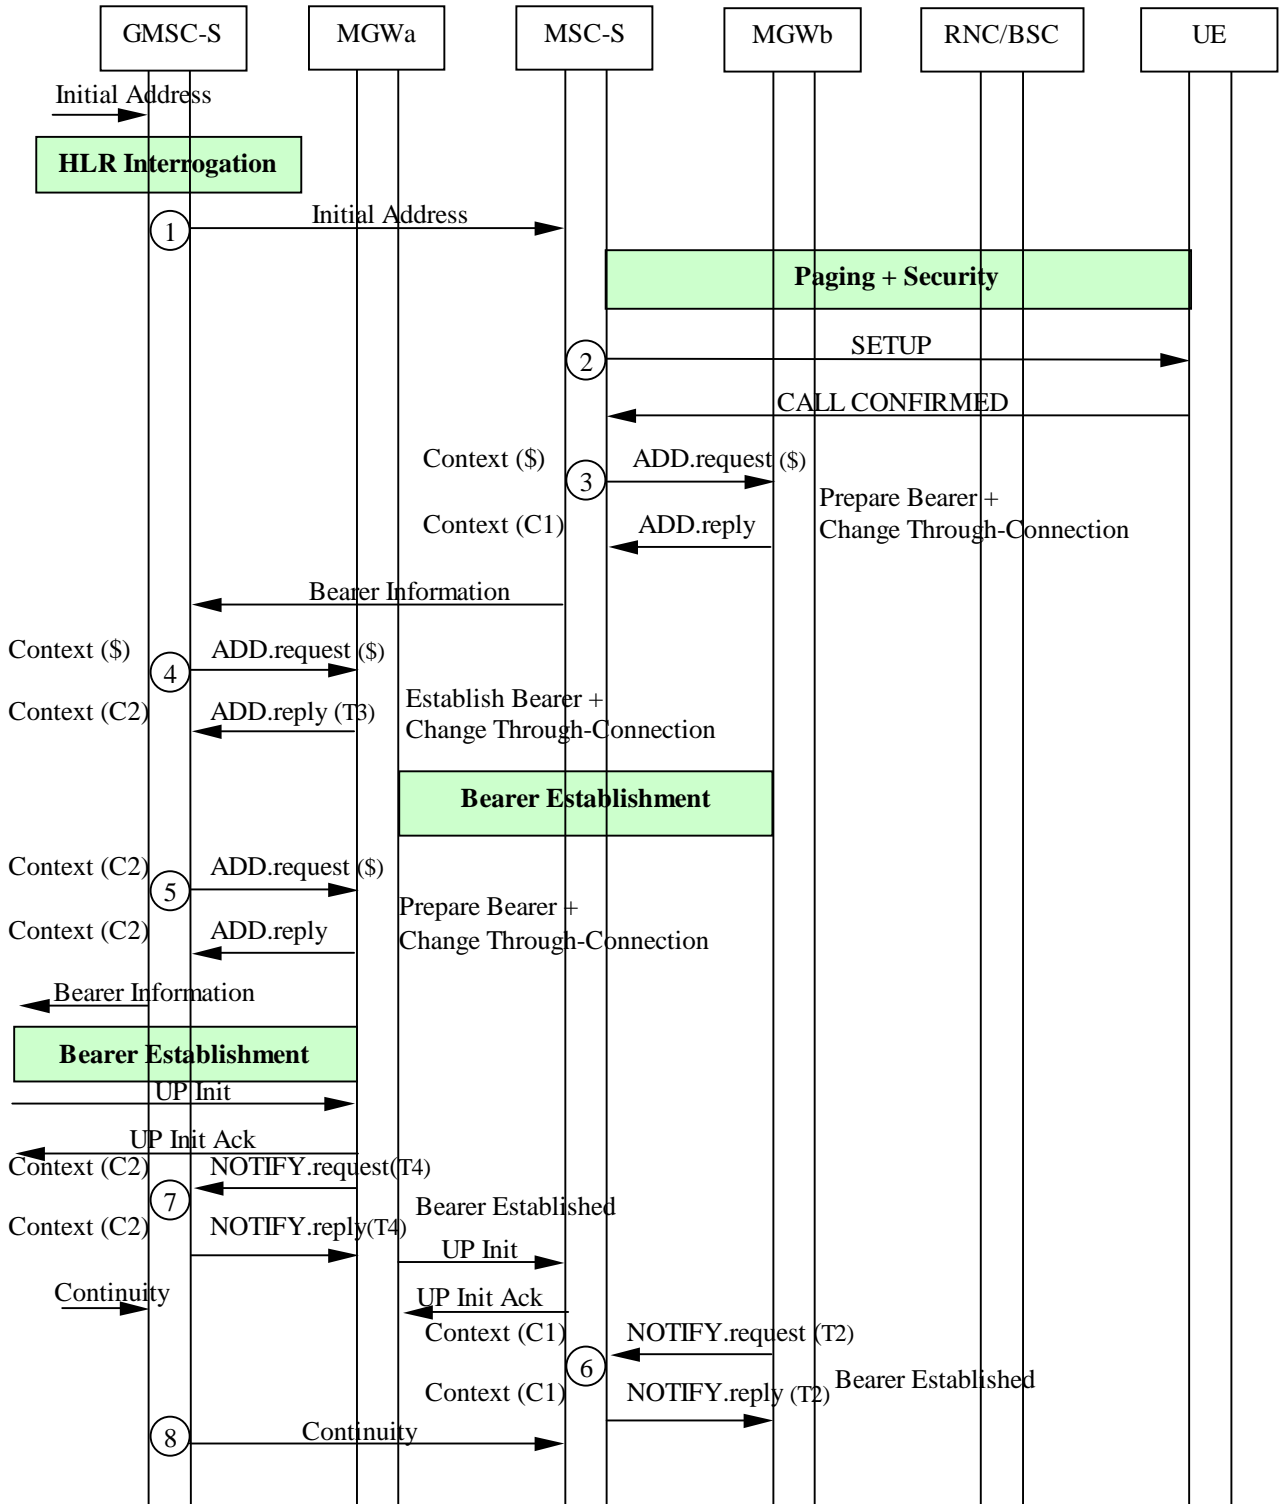 GMSC-S MGWa MSC-S MGWb RNC/BSC UE
Initial Address
HLR Interrogation
1 Initial Address
Paging + Security
2 SETUP
CALL CONFIRMED
Context ($) 3 ADD.request ($)
Prepare Bearer +
Context (C1) ADD.reply Change Through-Connection
Bearer Information
Context ($) 4 ADD.request ($)
Establish Bearer +
Context (C2) ADD.reply (T3) Change Through-Connection
Bearer Establishment
Context (C2) 5 ADD.request ($)
Prepare Bearer +
Context (C2) ADD.reply Change Through-Connection
Bearer Information
Bearer Establishment
UP Init
UP Init Ack
Context (C2) 7 NOTIFY.request(T4)
Bearer Established
Context (C2) NOTIFY.reply(T4)
UP Init
Continuity
UP Init Ack
Context (C1) 6 NOTIFY.request (T2)
Bearer Established
Context (C1) NOTIFY.reply (T2)
8 Continuity